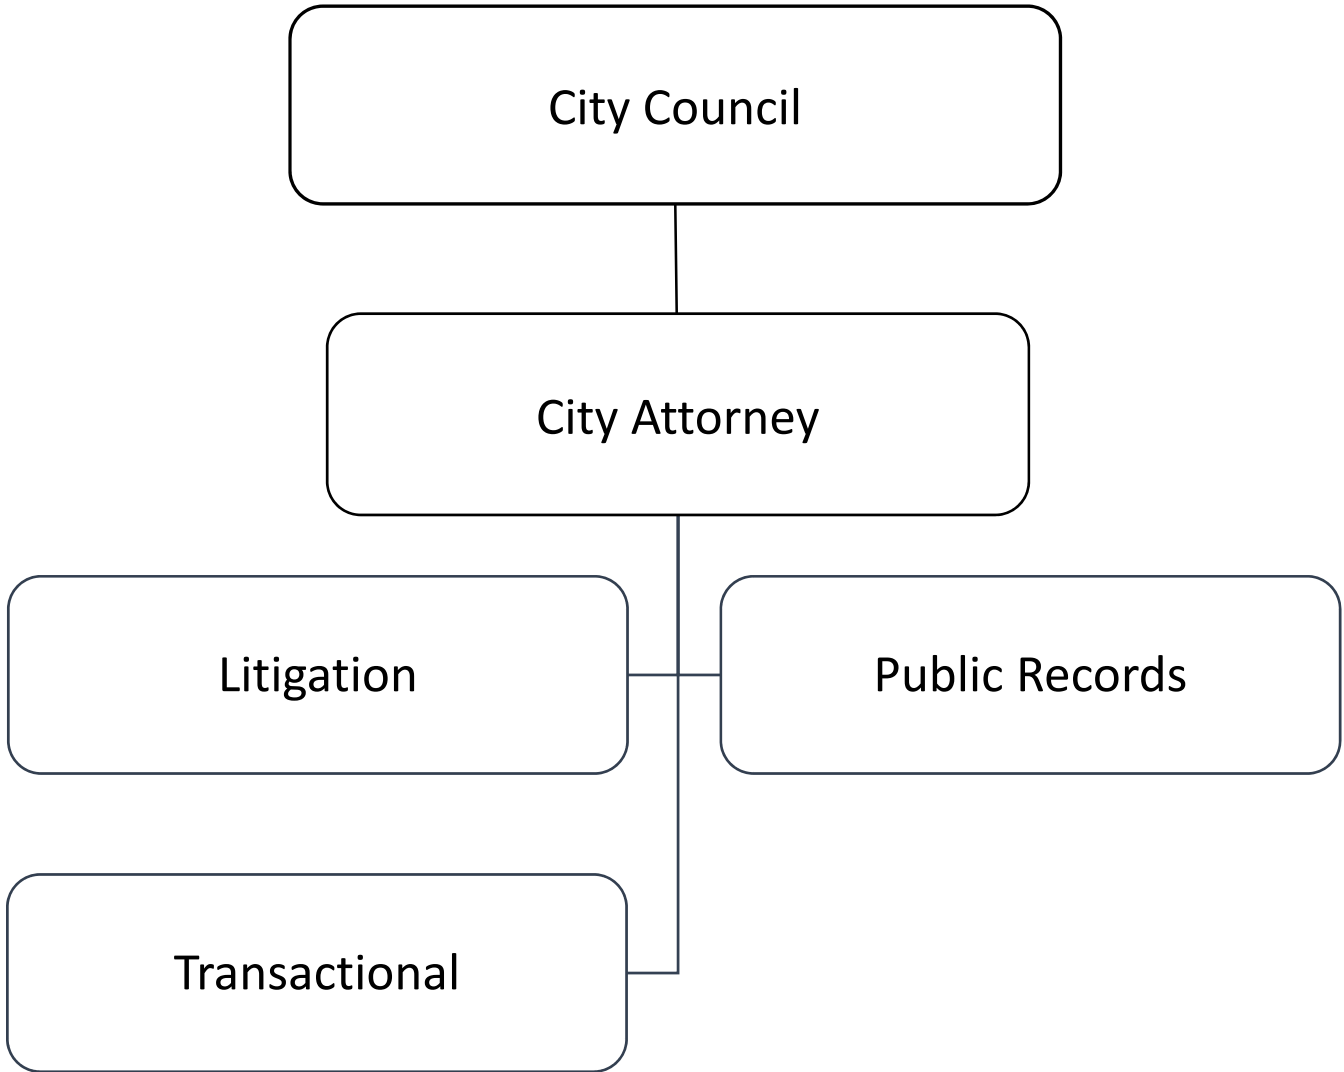 City Council
City Attorney
Litigation
Public Records
Transactional